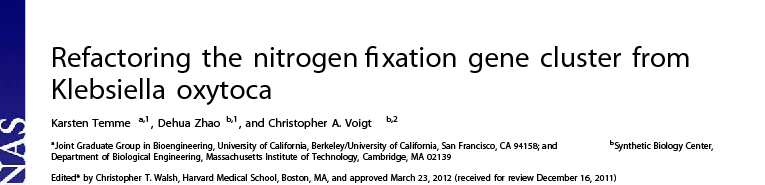 Refactoring the nitrogen fixation gene cluster from
Klebsiella oxytoca
Karsten Temme a,1, Dehua Zhao b,1, and Christopher A. Voigt b,2
aJoint Graduate Group in Bioengineering, University of California, Berkeley/University of California, San Francisco, CA 94158; and bSynthetic Biology Center,
Department of Biological Engineering, Massachusetts Institute of Technology, Cambridge, MA 02139
Edited* by Christopher T. Walsh, Harvard Medical School, Boston, MA, and approved March 23, 2012 (received for review December 16, 2011)
NAS